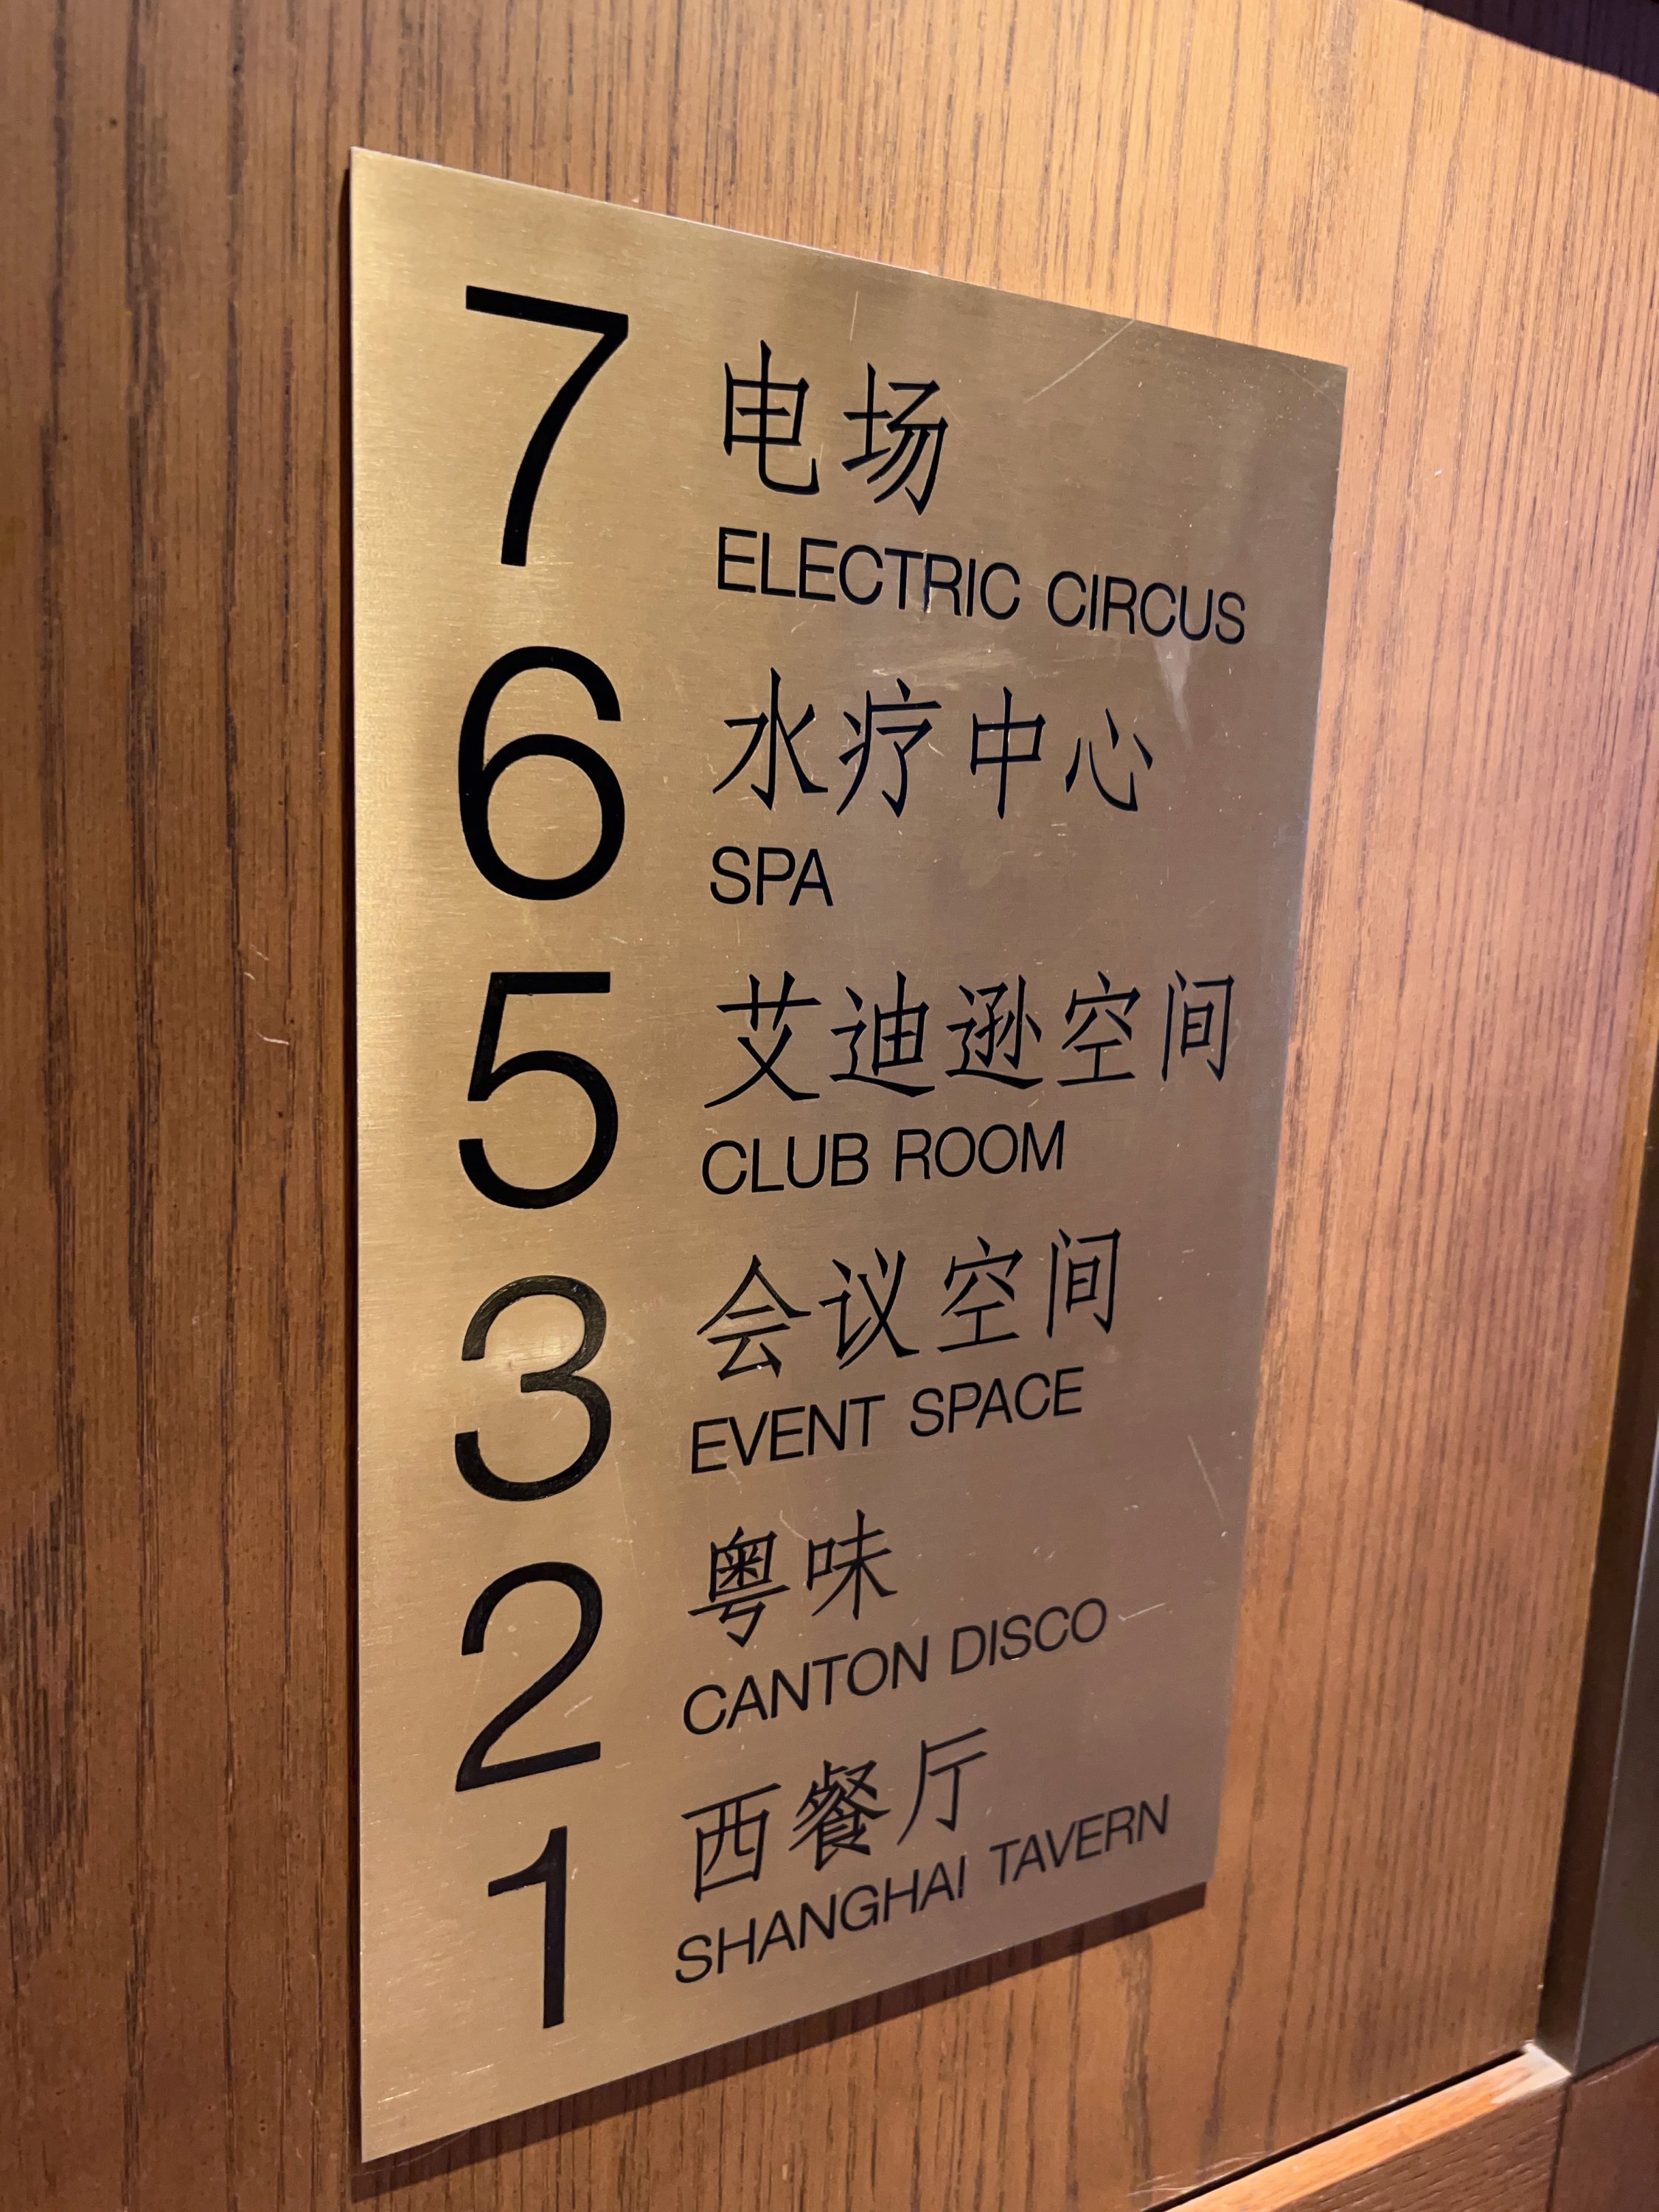 7 电场
ELECTRIC CIRCUS
6 水疗中心
SPA
5 艾迪逊空间
CLUB ROOM
3 会议空间
EVENT SPACE
2 粤味
CANTON DISCO
1 西餐厅
SHANGHAI TAVERN